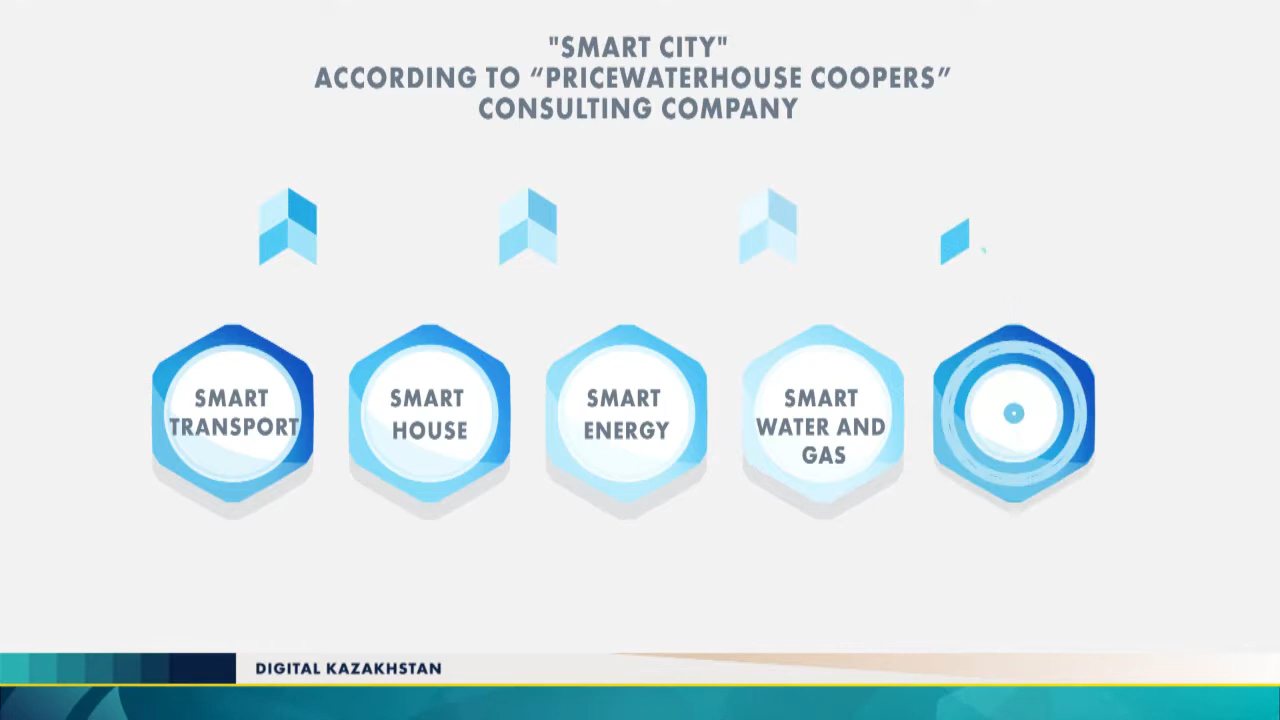 "SMART CITY"
ACCORDING TO “PRICEWATERHOUSE COOPERS”
CONSULTING COMPANY
SMART
TRANSPORT
SMART
HOUSE
SMART
ENERGY
SMART
WATER AND
GAS
DIGITAL KAZAKHSTAN